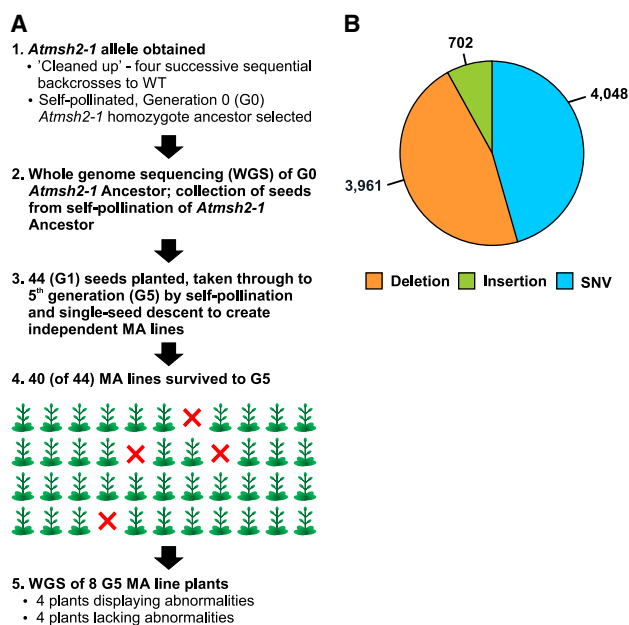 A
1. Atmsh2-1 allele obtained
• 'Cleaned up' - four successive sequential
backcrosses to WT
• Self-pollinated, Generation 0 (G0)
Atmsh2-1 homozygote ancestor selected
2. Whole genome sequencing (WGS) of G0
Atmsh2-1 Ancestor; collection of seeds
from self-pollination of Atmsh2-1
Ancestor
3. 44 (G1) seeds planted, taken through to
5th generation (G5) by self-pollination
and single-seed descent to create
independent MA lines
4. 40 (of 44) MA lines survived to G5
5. WGS of 8 G5 MA line plants
• 4 plants displaying abnormalities
• 4 plants lacking abnormalities
B
702
4,048
3,961
Deletion Insertion SNV